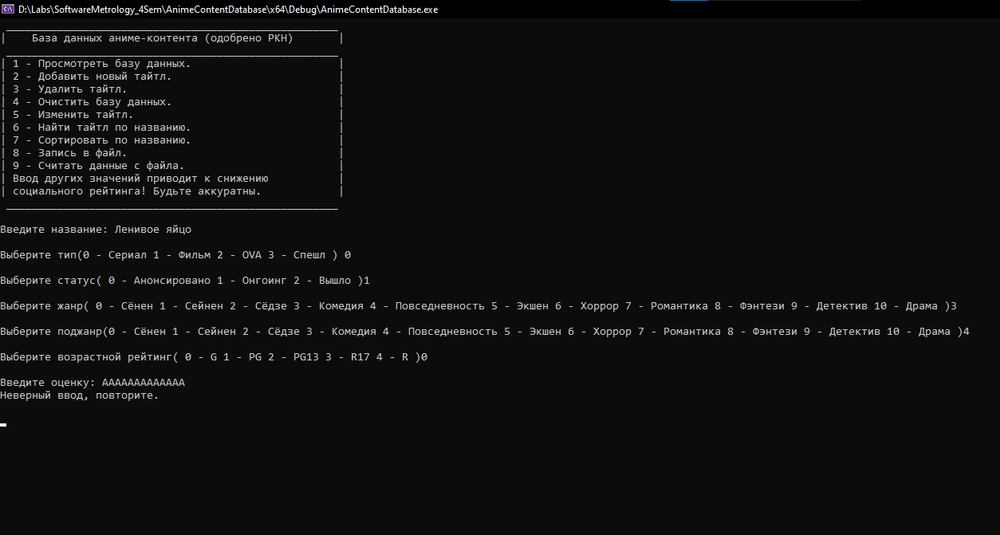 D:\Labs\SoftwareMetrology_4Sem\AnimeContentDatabase\x64\Debug\AnimeContentDatabase.exe
____________________________________________________
|    База данных аниме-контента (одобрено РКН)       |
____________________________________________________
| 1 - Просмотреть базу данных.                       |
| 2 - Добавить новый тайтл.                          |
| 3 - Удалить тайтл.                                 |
| 4 - Очистить базу данных.                          |
| 5 - Изменить тайтл.                                |
| 6 - Найти тайтл по названию.                       |
| 7 - Сортировать по названию.                       |
| 8 - Запись в файл.                                 |
| 9 - Считать данные с файла.                        |
| Ввод других значений приводит к снижению           |
| социального рейтинга! Будьте аккуратны.            |
____________________________________________________
Введите название: Ленивое яйцо
Выберите тип(0 - Сериал 1 - Фильм 2 - OVA 3 - Спешл ) 0
Выберите статус( 0 - Анонсировано 1 - Онгоинг 2 - Вышло )1
Выберите жанр( 0 - Сёнен 1 - Сейнен 2 - Сёдзе 3 - Комедия 4 - Повседневность 5 - Экшен 6 - Хоррор 7 - Романтика 8 - Фэнтези 9 - Детектив 10 - Драма )3
Выберите поджанр(0 - Сёнен 1 - Сейнен 2 - Сёдзе 3 - Комедия 4 - Повседневность 5 - Экшен 6 - Хоррор 7 - Романтика 8 - Фэнтези 9 - Детектив 10 - Драма )4
Выберите возрастной рейтинг( 0 - G 1 - PG 2 - PG13 3 - R17 4 - R )0
Введите оценку: AAAAAAAAAAAAA
Неверный ввод, повторите.